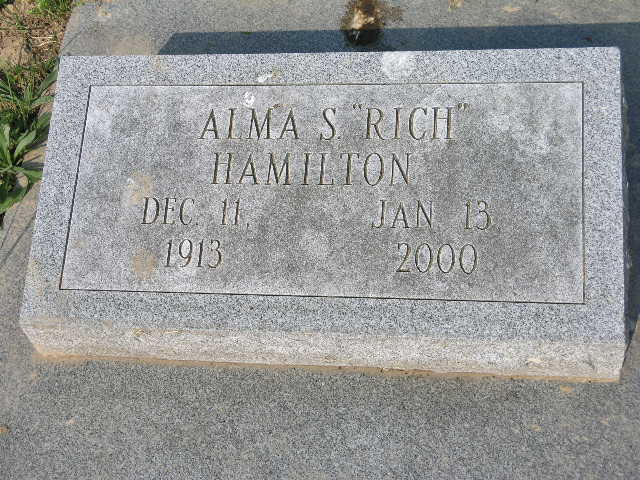 ALMA S. "RICH"
HAMILTON
DEC. 11, JAN 13
1913 2000